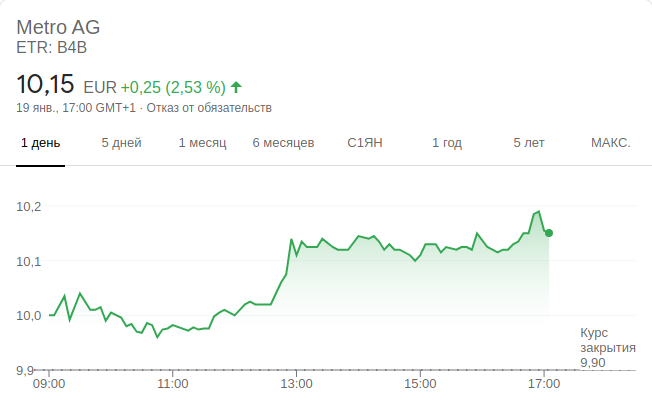 Metro AG
ETR: B4B
10,15 EUR +0,25 (2,53 %)
19 янв., 17:00 GMT+1 · Отказ от обязательств
1 день 5 дней 1 месяц 6 месяцев С1ЯН 1 год 5 лет МАКС.
10,2
10,1
10,0
Курс
закрытия
9,90
9,9
09:00 11:00 13:00 15:00 17:00